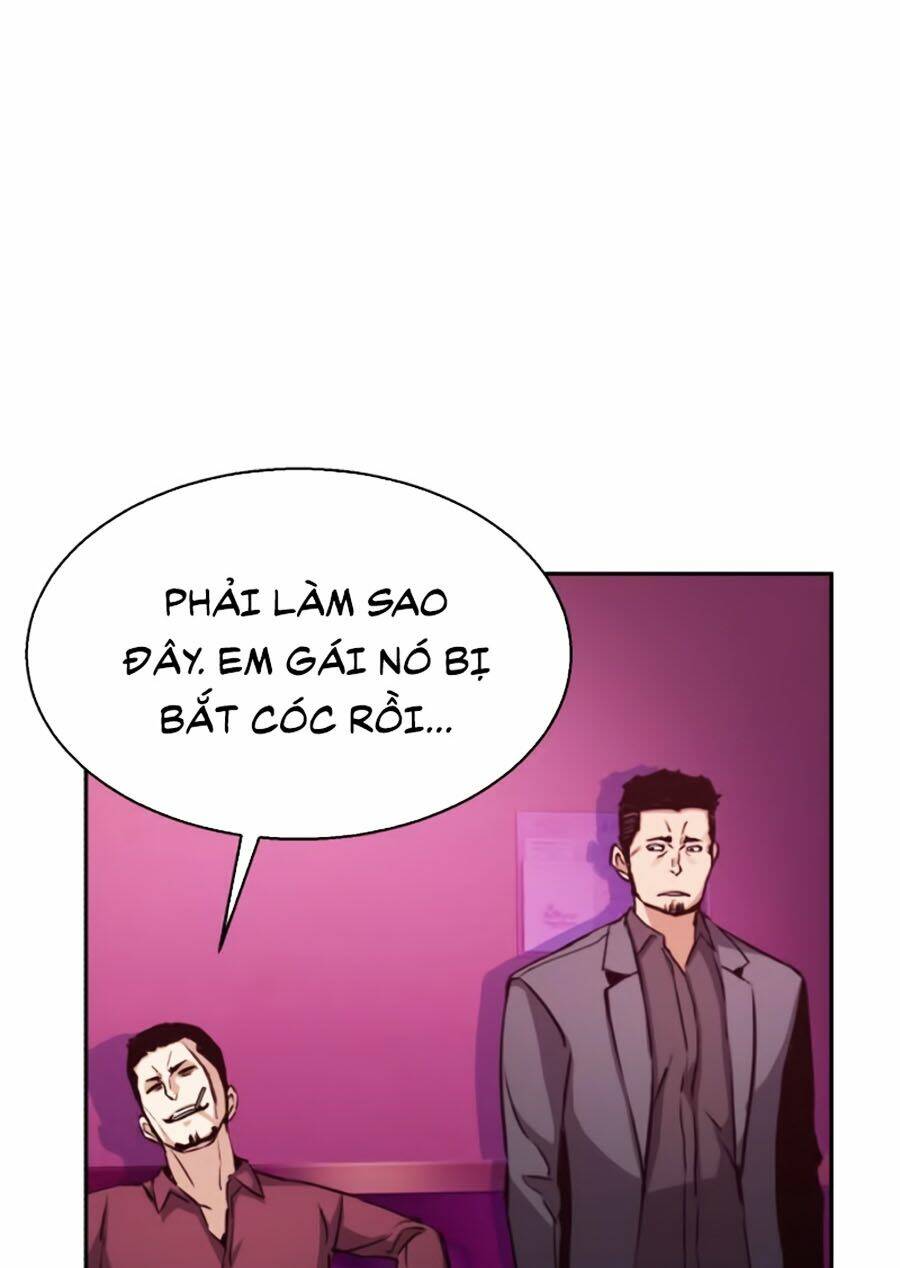 PHẢI LÀM SAO
ĐÂY. EM GÁI NÓ BỊ
BẮT CÓC RỒI...